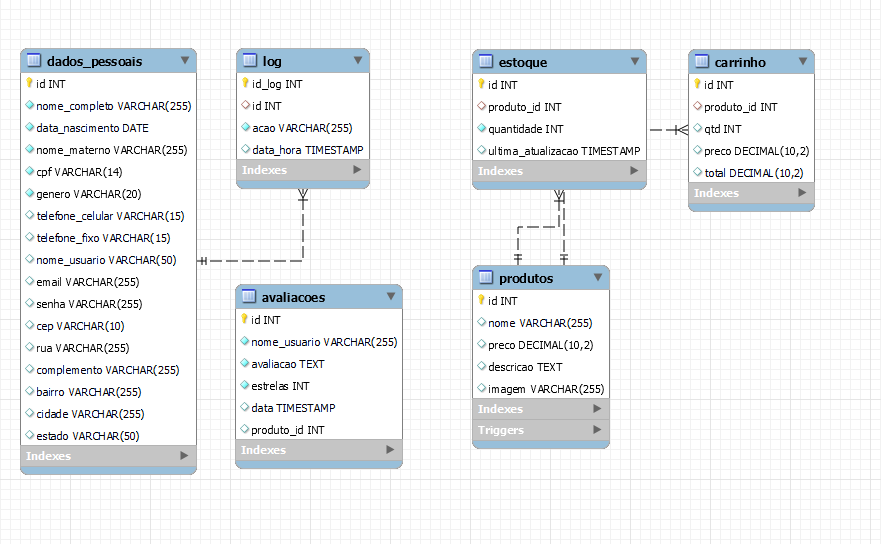 dados_pessoais
id INT
nome_completo VARCHAR(255)
data_nascimento DATE
nome_materno VARCHAR(255)
cpf VARCHAR(14)
genero VARCHAR(20)
telefone_celular VARCHAR(15)
telefone_fixo VARCHAR(15)
nome_usuario VARCHAR(50)
email VARCHAR(255)
senha VARCHAR(255)
cep VARCHAR(10)
rua VARCHAR(255)
complemento VARCHAR(255)
bairro VARCHAR(255)
cidade VARCHAR(255)
estado VARCHAR(50)
Indexes
log
id_log INT
id INT
acao VARCHAR(255)
data_hora TIMESTAMP
Indexes
avaliacoes
id INT
nome_usuario VARCHAR(255)
avaliacao TEXT
estrelas INT
data TIMESTAMP
produto_id INT
Indexes
estoque
id INT
produto_id INT
quantidade INT
ultima_atualizacao TIMESTAMP
Indexes
produtos
id INT
nome VARCHAR(255)
preco DECIMAL(10,2)
descricao TEXT
imagem VARCHAR(255)
Indexes
Triggers
carrinho
id INT
produto_id INT
qtd INT
preco DECIMAL(10,2)
total DECIMAL(10,2)
Indexes